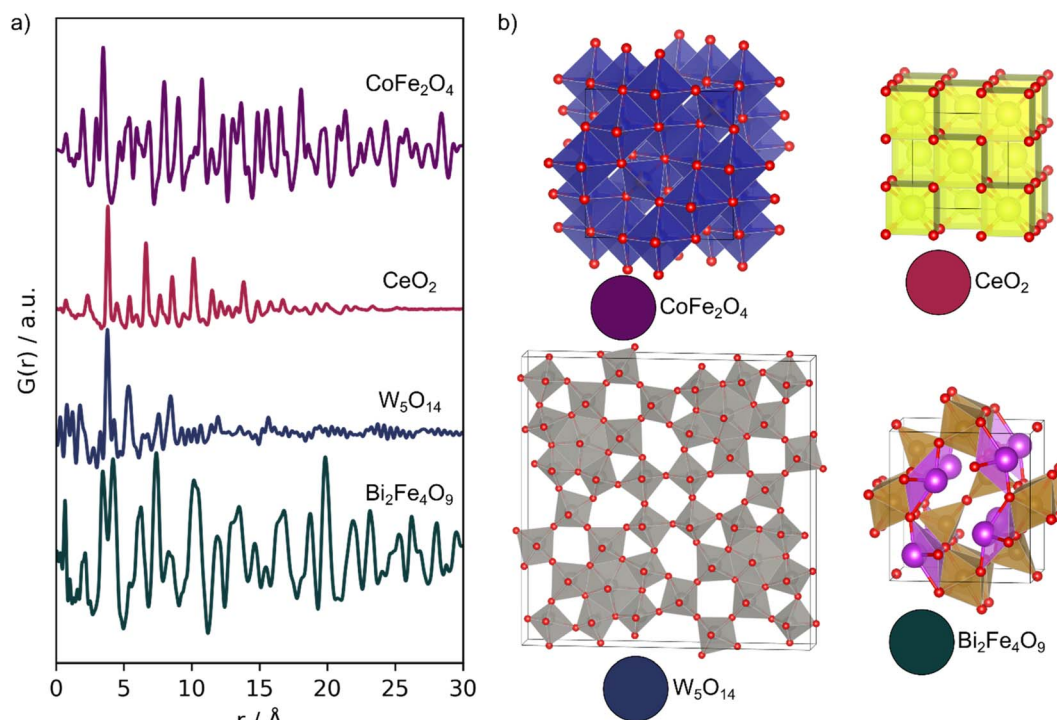 a)
CoFe₂O₄
CeO₂
W₅O₁₄
Bi₂Fe₄O₉
G(r) / a.u.
0 5 10 15 20 25 30
r / Å
b)
CoFe₂O₄
CeO₂
W₅O₁₄
Bi₂Fe₄O₉